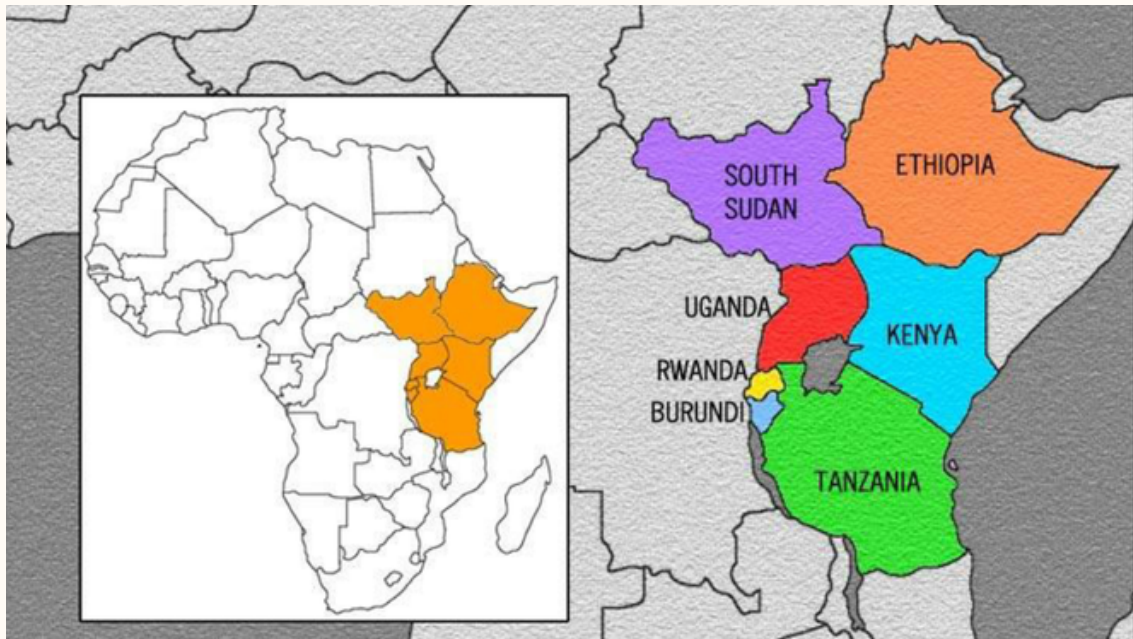 SOUTH
SUDAN
ETHIOPIA
UGANDA
KENYA
RWANDA
BURUNDI
TANZANIA